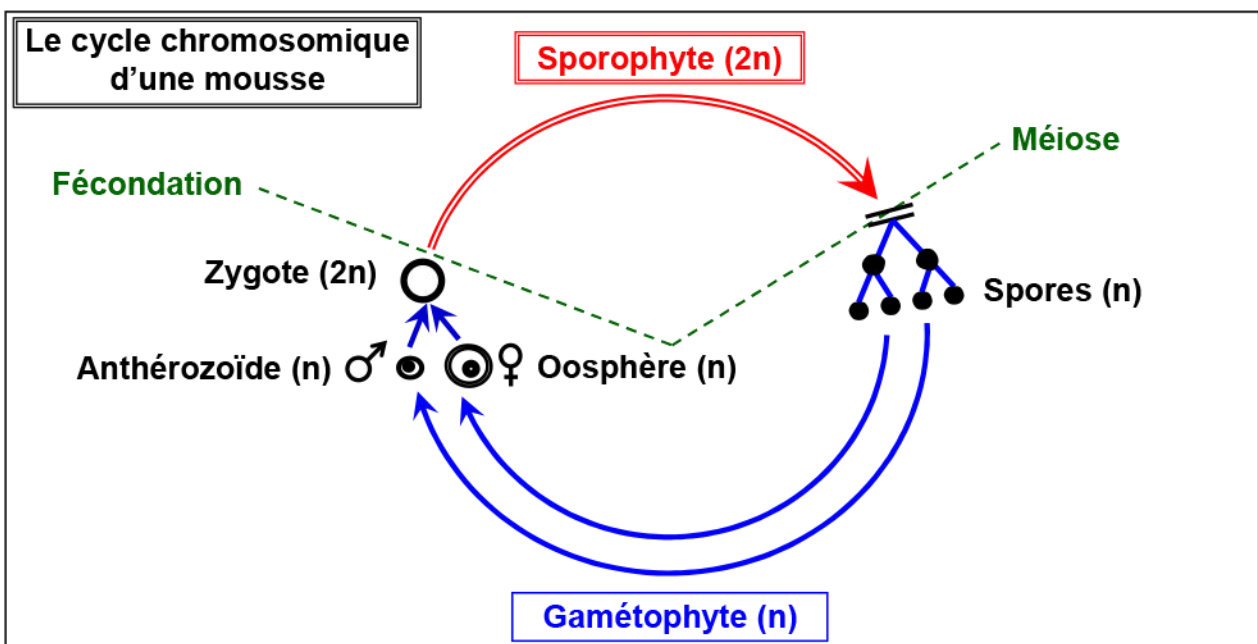 Le cycle chromosomique
d’une mousse
Sporophyte (2n)
Méiose
Fécondation
Zygote (2n)
Spores (n)
Anthérozoïde (n) ♂
♀ Oosphère (n)
Gamétophyte (n)